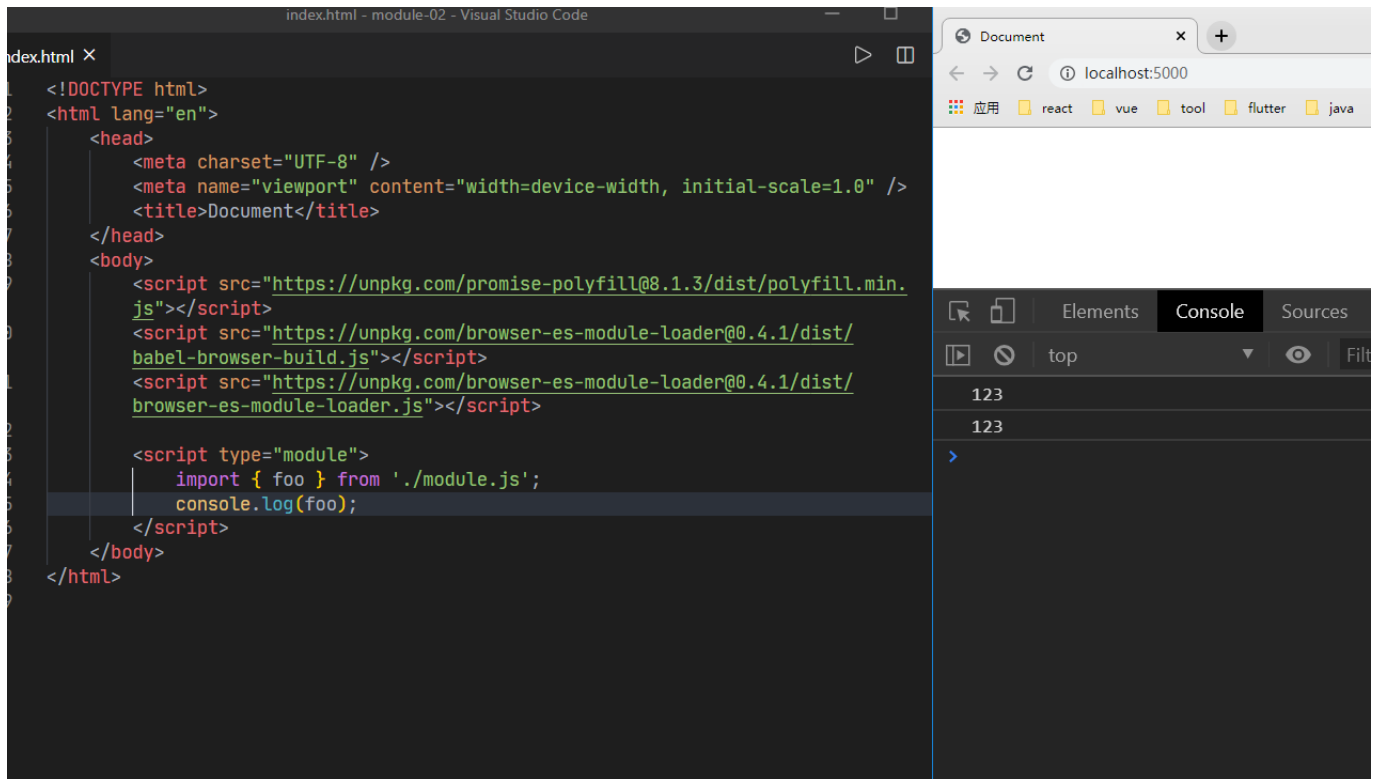 index.html - module-02 - Visual Studio Code
ndex.html
<!DOCTYPE html>
<html lang="en">
<head>
<meta charset="UTF-8" />
<meta name="viewport" content="width=device-width, initial-scale=1.0" />
<title>Document</title>
</head>
<body>
<script src="https://unpkg.com/promise-polyfill@8.1.3/dist/polyfill.min.
js"></script>
<script src="https://unpkg.com/browser-es-module-loader@0.4.1/dist/
babel-browser-build.js"></script>
<script src="https://unpkg.com/browser-es-module-loader@0.4.1/dist/
browser-es-module-loader.js"></script>
<script type="module">
import { foo } from './module.js';
console.log(foo);
</script>
</body>
</html>
Document
localhost:5000
应用 react vue tool flutter java
Elements Console Sources
top Filt
123
123